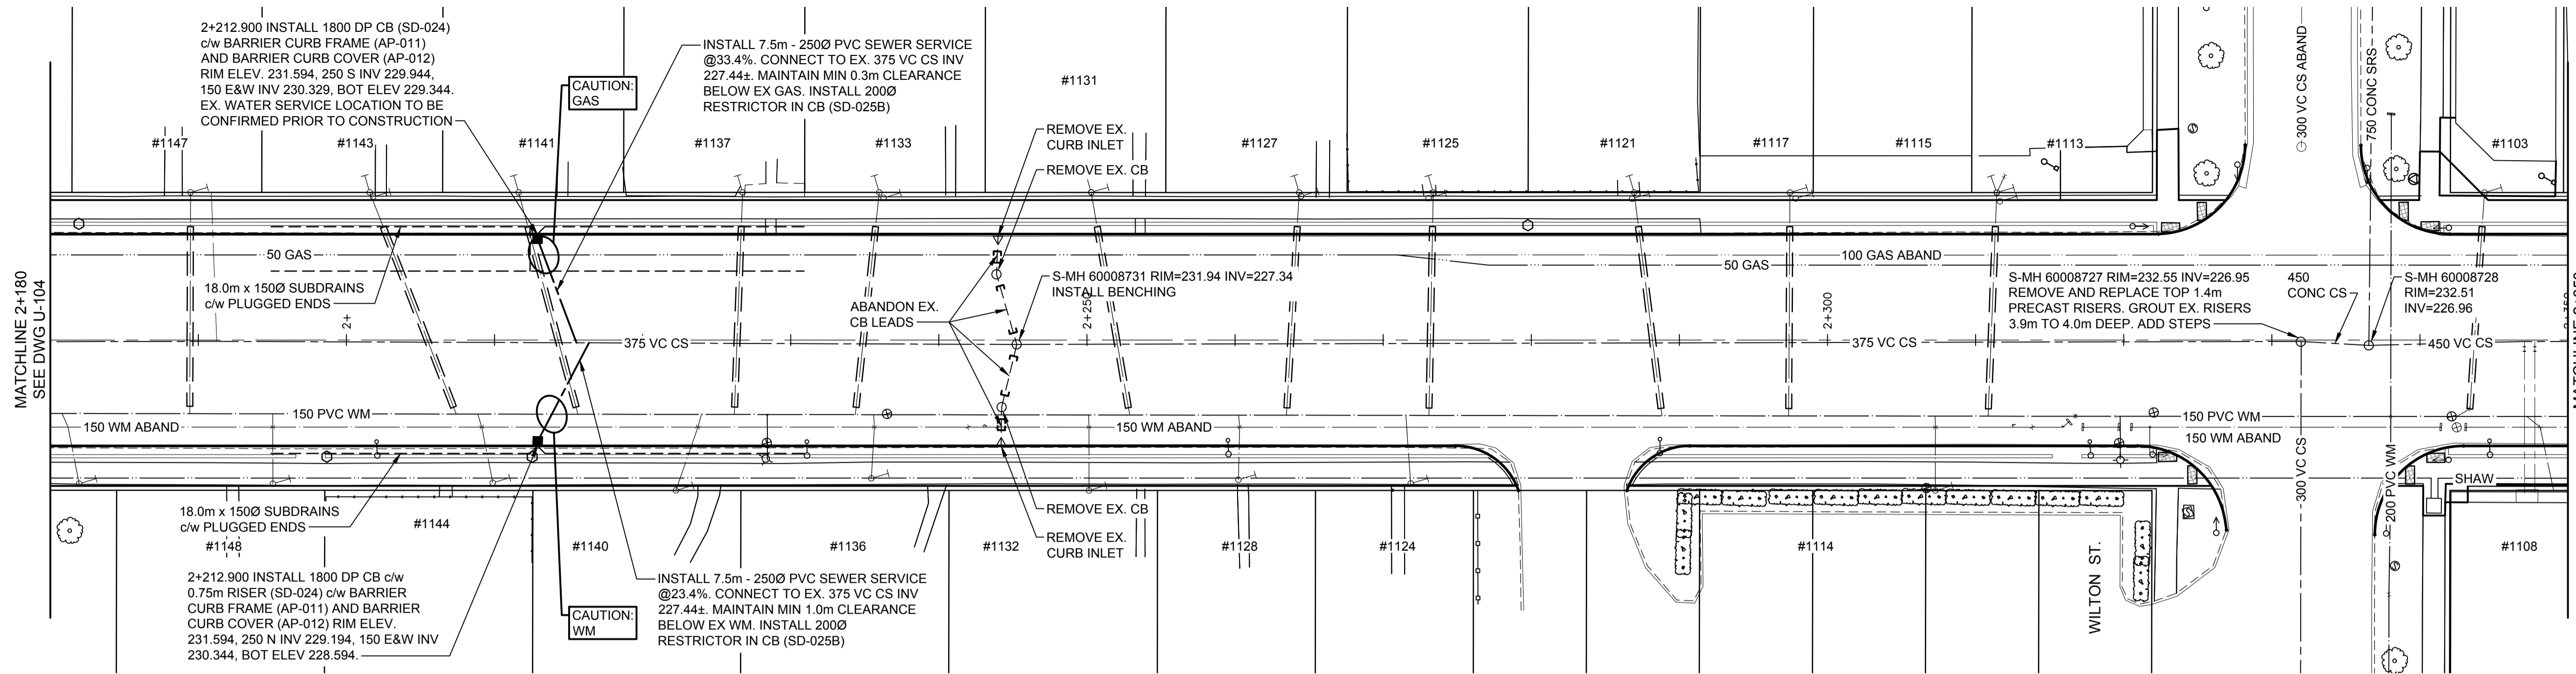 2+212.900 INSTALL 1800 DP CB (SD-024)
c/w BARRIER CURB FRAME (AP-011)
AND BARRIER CURB COVER (AP-012)
RIM ELEV. 231.594, 250 S INV 229.944,
150 E&W INV 230.329, BOT ELEV 229.344.
EX. WATER SERVICE LOCATION TO BE
CONFIRMED PRIOR TO CONSTRUCTION
CAUTION:
GAS
INSTALL 7.5m - 250Ø PVC SEWER SERVICE
@33.4%. CONNECT TO EX. 375 VC CS INV
227.44±. MAINTAIN MIN 0.3m CLEARANCE
BELOW EX GAS. INSTALL 200Ø
RESTRICTOR IN CB (SD-025B)
#1131
REMOVE EX.
CURB INLET
REMOVE EX. CB
#1147
#1143
#1141
#1137
#1133
#1127
#1125
#1121
#1117
#1115
#1113
#1103
300 VC CS ABAND
750 CONC SRS
MATCHLINE 2+180
SEE DWG U-104
50 GAS
50 GAS
100 GAS ABAND
18.0m x 150Ø SUBDRAINS
c/w PLUGGED ENDS
2+
ABANDON EX.
CB LEADS
S-MH 60008731 RIM=231.94 INV=227.34
INSTALL BENCHING
2+250
2+300
S-MH 60008727 RIM=232.55 INV=226.95
REMOVE AND REPLACE TOP 1.4m
PRECAST RISERS. GROUT EX. RISERS
3.9m TO 4.0m DEEP. ADD STEPS
450
CONC CS
S-MH 60008728
RIM=232.51
INV=226.96
375 VC CS
375 VC CS
450 VC CS
150 PVC WM
150 PVC WM
150 WM ABAND
150 WM ABAND
150 WM ABAND
300 VC CS
200 PVC WM
SHAW
18.0m x 150Ø SUBDRAINS
c/w PLUGGED ENDS
REMOVE EX. CB
REMOVE EX.
CURB INLET
#1148
#1144
#1140
#1136
#1132
#1128
#1124
#1114
#1108
WILTON ST.
2+212.900 INSTALL 1800 DP CB c/w
0.75m RISER (SD-024) c/w BARRIER
CURB FRAME (AP-011) AND BARRIER
CURB COVER (AP-012) RIM ELEV.
231.594, 250 N INV 229.194, 150 E&W INV
230.344, BOT ELEV 228.594.
CAUTION:
WM
INSTALL 7.5m - 250Ø PVC SEWER SERVICE
@23.4%. CONNECT TO EX. 375 VC CS INV
227.44±. MAINTAIN MIN 1.0m CLEARANCE
BELOW EX WM. INSTALL 200Ø
RESTRICTOR IN CB (SD-025B)